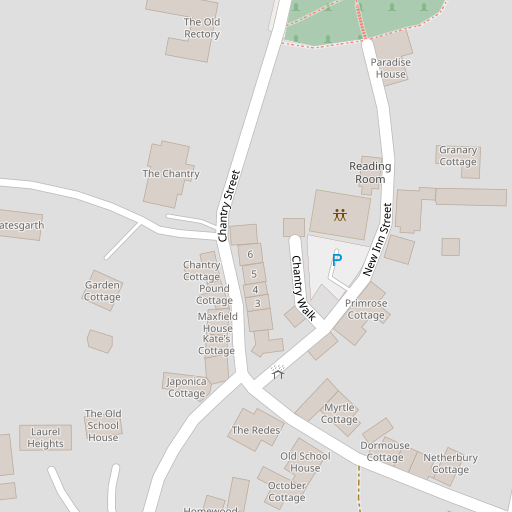 The Old
Rectory
Paradise
House
Granary
Cottage
Reading
Room
The Chantry
Chantry Street
New Inn Street
atesgarth
6
P
Chantry
Cottage
5
Chantry Walk
Garden
Cottage
Pound
Cottage
4
3
Primrose
Cottage
Maxfield
House
Kate's
Cottage
Japonica
Cottage
Myrtle
Cottage
The Old
School
House
Laurel
Heights
The Redes
Dormouse
Cottage
Old School
House
Netherbury
Cottage
October
Cottage
Homewood